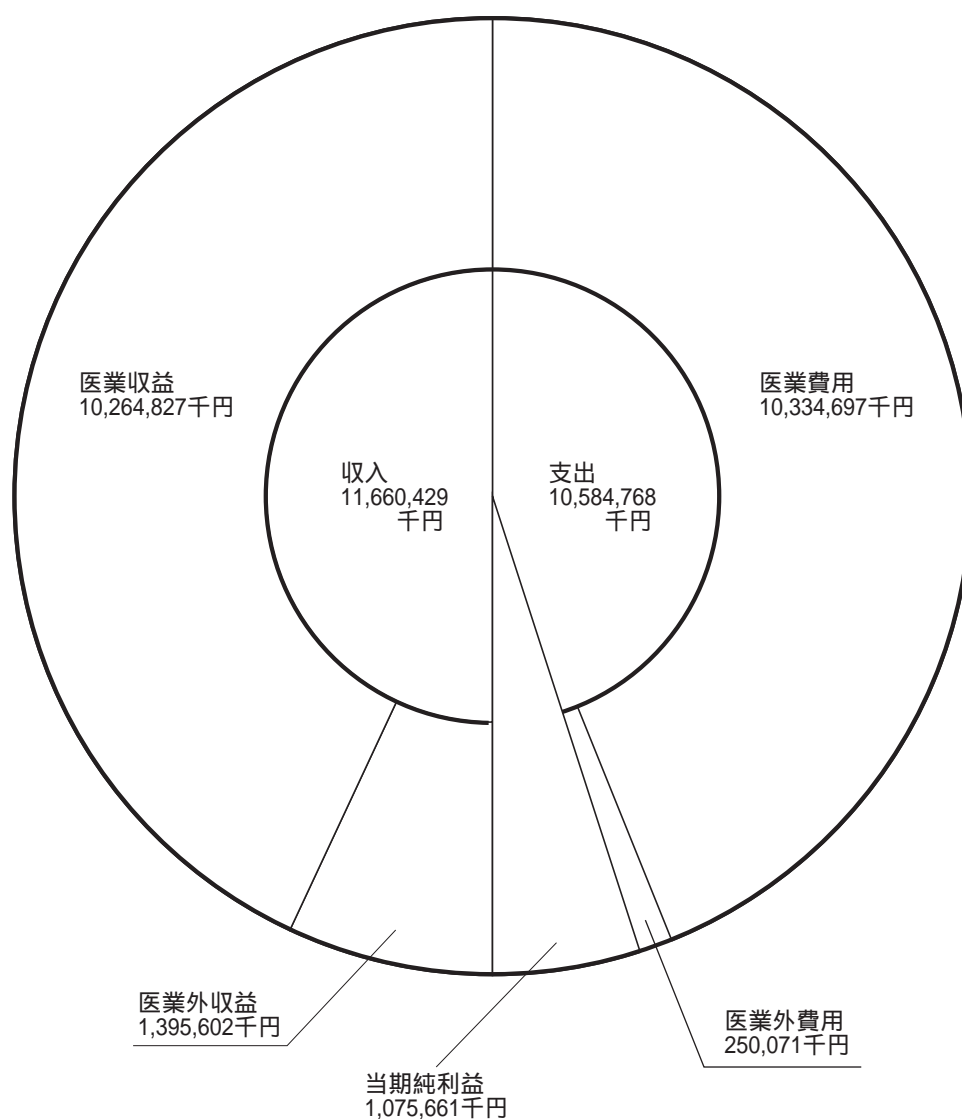 医業収益
10,264,827千円
医業費用
10,334,697千円
収入
11,660,429
千円
支出
10,584,768
千円
医業外収益
1,395,602千円
医業外費用
250,071千円
当期純利益
1,075,661千円